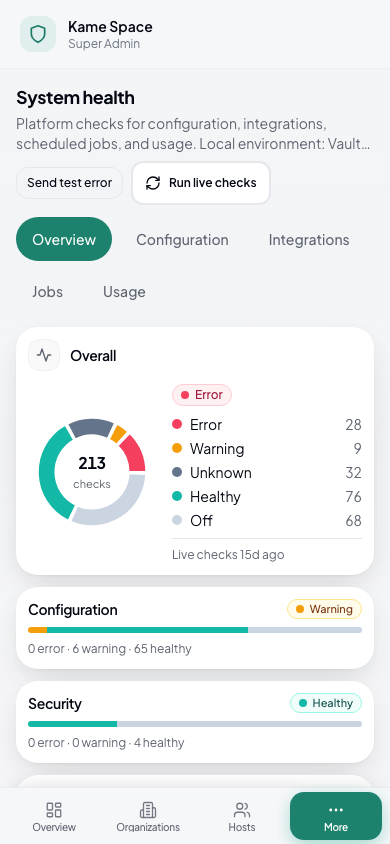 Kame Space
Super Admin
System health
Platform checks for configuration, integrations,
scheduled jobs, and usage. Local environment: Vault…
Send test error
Run live checks
Overview
Configuration
Integrations
Jobs
Usage
Overall
Error
213
checks
Error 28
Warning 9
Unknown 32
Healthy 76
Off 68
Live checks 15d ago
Configuration
Warning
0 error · 6 warning · 65 healthy
Security
Healthy
0 error · 0 warning · 4 healthy
Overview
Organizations
Hosts
More